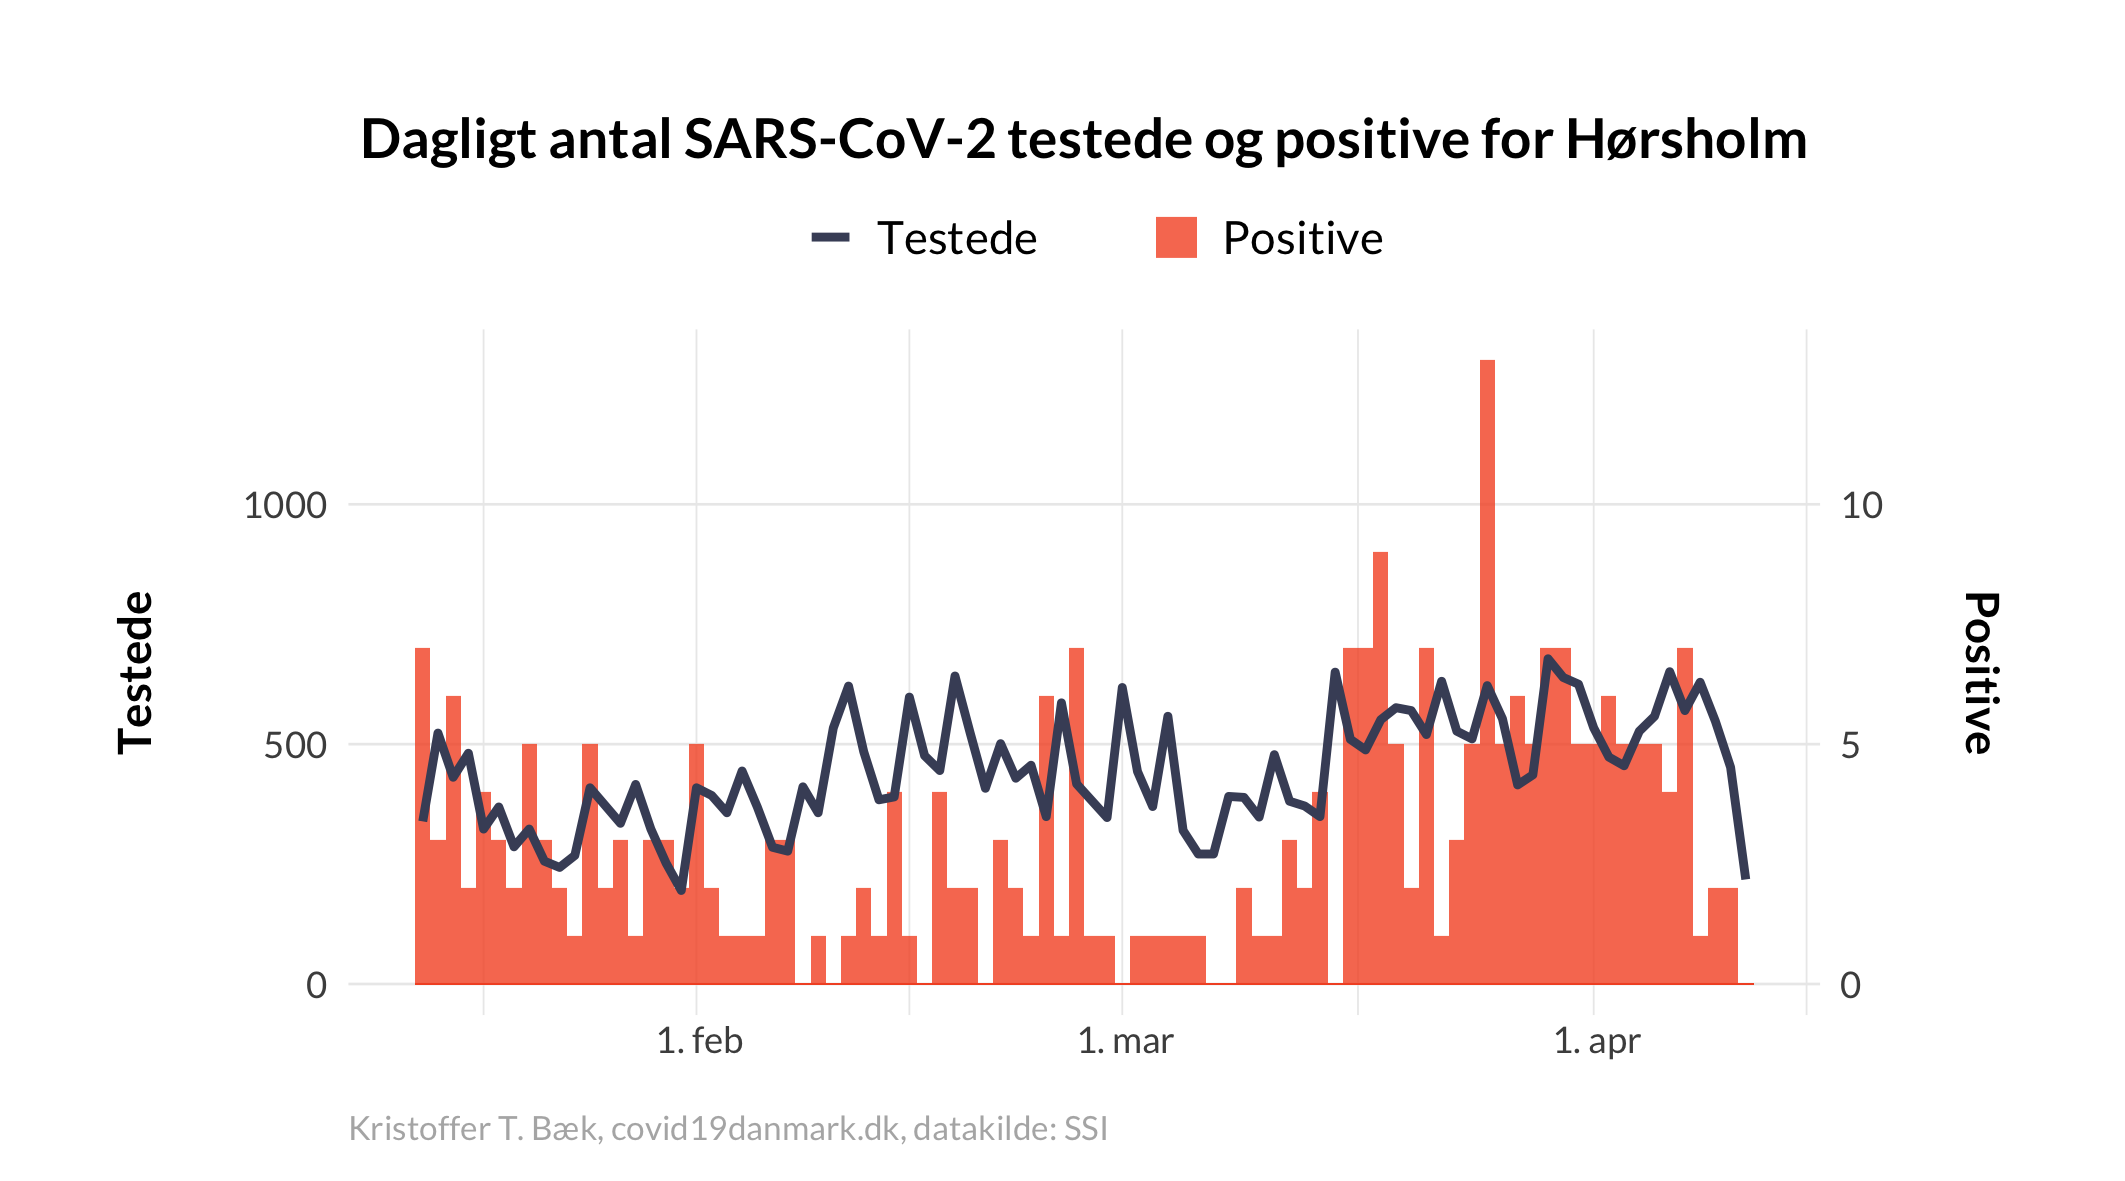 Dagligt antal SARS-CoV-2 testede og positive for Hørsholm
Testede Positive
Testede
1000
500
0
10
5
0
Positive
1. feb 1. mar 1. apr
Kristoffer T. Bæk, covid19danmark.dk, datakilde: SSI